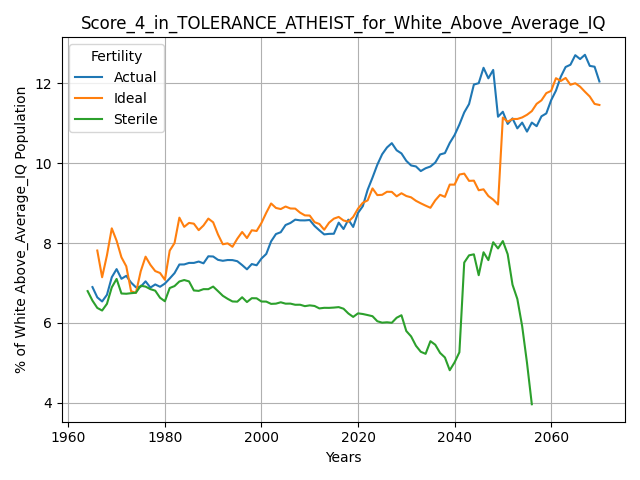 Score_4_in_TOLERANCE_ATHEIST_for_White_Above_Average_IQ
Fertility
Actual
Ideal
Sterile
% of White Above_Average_IQ Population
12
10
8
6
4
1960
1980
2000
2020
2040
2060
Years